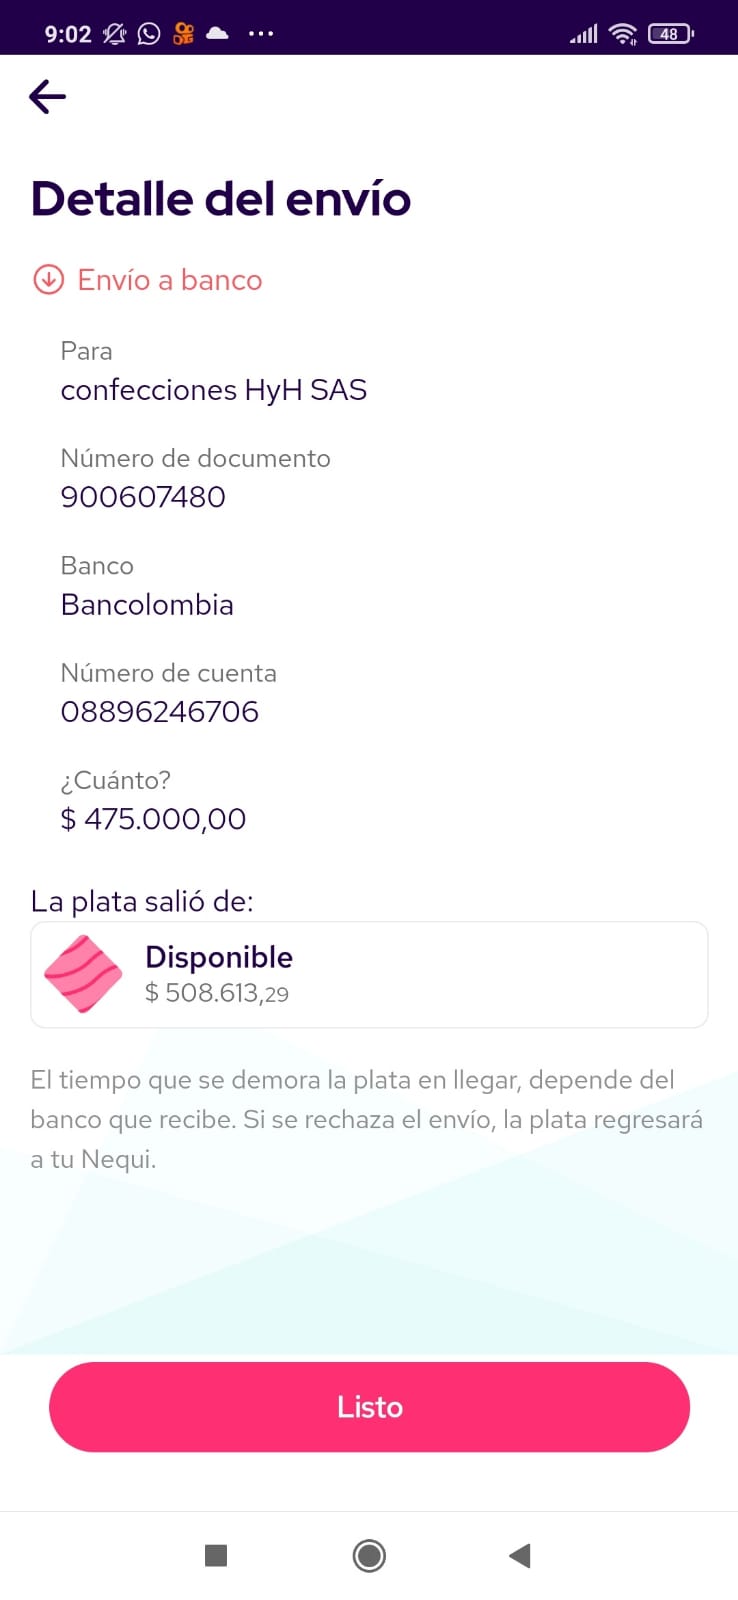 9:02
48
Detalle del envío
Envío a banco
Para
confecciones HyH SAS
Número de documento
900607480
Banco
Bancolombia
Número de cuenta
08896246706
¿Cuánto?
$ 475.000,00
La plata salió de:
Disponible
$ 508.613,29
El tiempo que se demora la plata en llegar, depende del
banco que recibe. Si se rechaza el envío, la plata regresará
a tu Nequi.
Listo